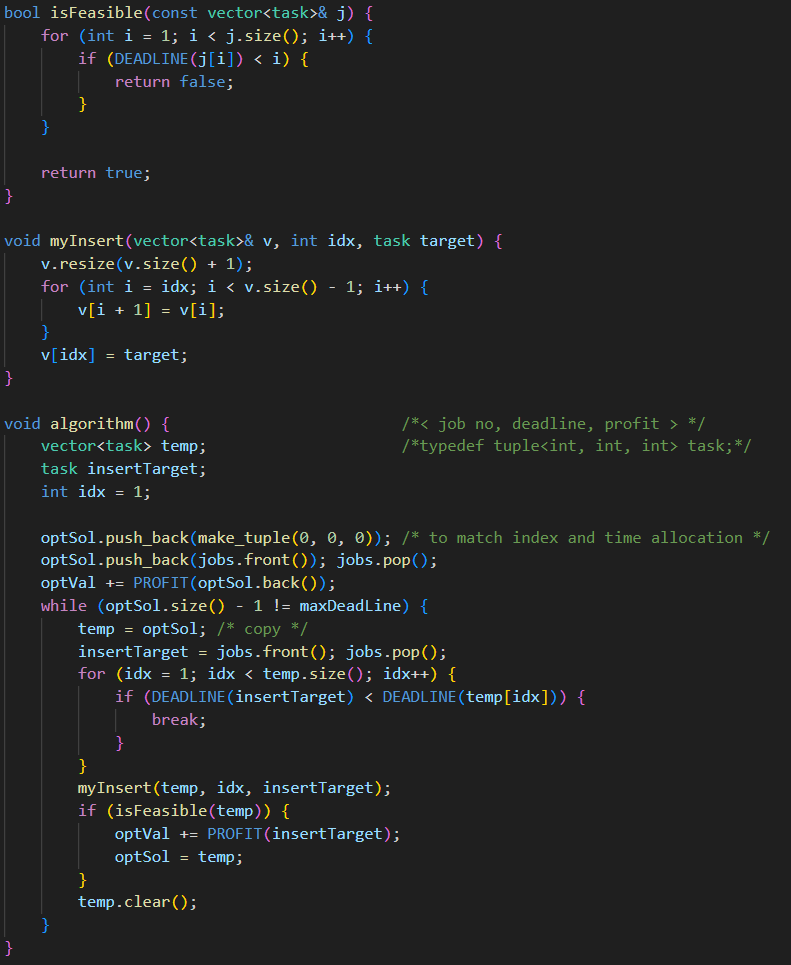 bool isFeasible(const vector<task>& j) {
    for (int i = 1; i < j.size(); i++) {
        if (DEADLINE(j[i]) < i) {
            return false;
        }
    }

    return true;
}

void myInsert(vector<task>& v, int idx, task target) {
    v.resize(v.size() + 1);
    for (int i = idx; i < v.size() - 1; i++) {
        v[i + 1] = v[i];
    }
    v[idx] = target;
}

void algorithm() {                         /*< job no, deadline, profit > */
    vector<task> temp;                     /*typedef tuple<int, int, int> task;*/
    task insertTarget;
    int idx = 1;

    optSol.push_back(make_tuple(0, 0, 0)); /* to match index and time allocation */
    optSol.push_back(jobs.front()); jobs.pop();
    optVal += PROFIT(optSol.back());
    while (optSol.size() - 1 != maxDeadLine) {
        temp = optSol; /* copy */
        insertTarget = jobs.front(); jobs.pop();
        for (idx = 1; idx < temp.size(); idx++) {
            if (DEADLINE(insertTarget) < DEADLINE(temp[idx])) {
                break;
            }
        }
        myInsert(temp, idx, insertTarget);
        if (isFeasible(temp)) {
            optVal += PROFIT(insertTarget);
            optSol = temp;
        }
        temp.clear();
    }
}